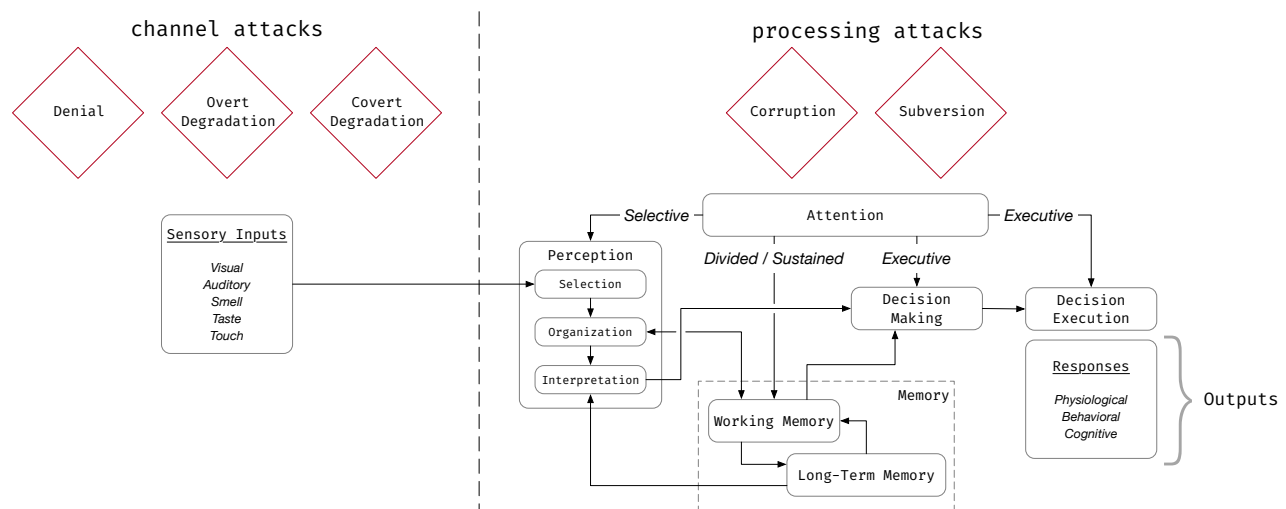 channel attacks
processing attacks
Denial
Overt
Degradation
Covert
Degradation
Corruption
Subversion
Sensory Inputs
Visual
Auditory
Smell
Taste
Touch
Selective
Attention
Executive
Perception
Divided / Sustained
Executive
Selection
Organization
Interpretation
Decision
Making
Decision
Execution
Memory
Working Memory
Long-Term Memory
Responses
Physiological
Behavioral
Cognitive
Outputs